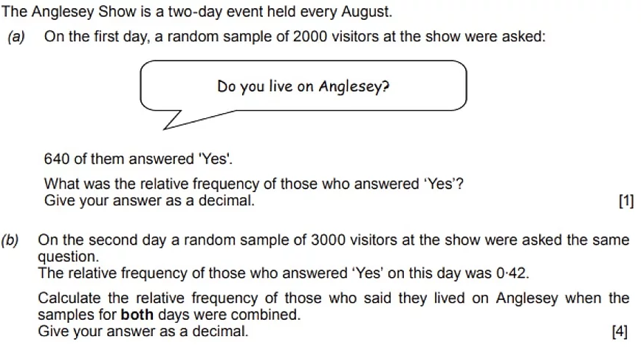 The Anglesey Show is a two-day event held every August.
(a) On the first day, a random sample of 2000 visitors at the show were asked:
Do you live on Anglesey?
640 of them answered 'Yes'.
What was the relative frequency of those who answered ‘Yes’?
Give your answer as a decimal. [1]
(b) On the second day a random sample of 3000 visitors at the show were asked the same
question.
The relative frequency of those who answered ‘Yes’ on this day was 0·42.
Calculate the relative frequency of those who said they lived on Anglesey when the
samples for both days were combined.
Give your answer as a decimal. [4]